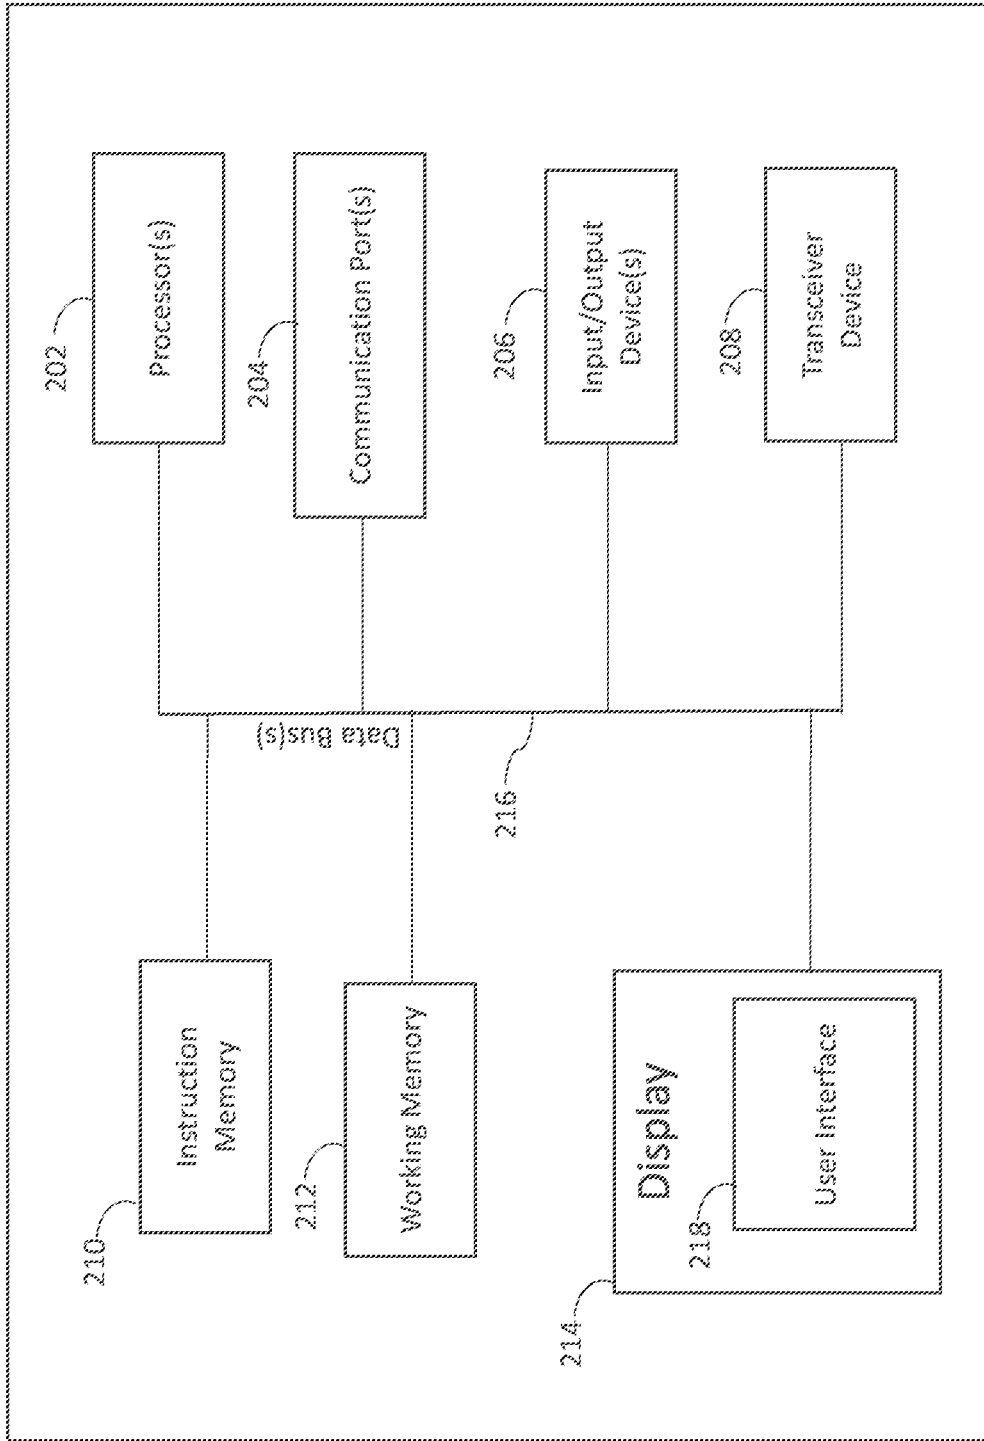 210
Instruction
Memory
212
Working Memory
214
Display
218
User Interface
Data Bus(s)
216
202
Processor(s)
204
Communication Port(s)
206
Input/Output
Device(s)
208
Transceiver
Device